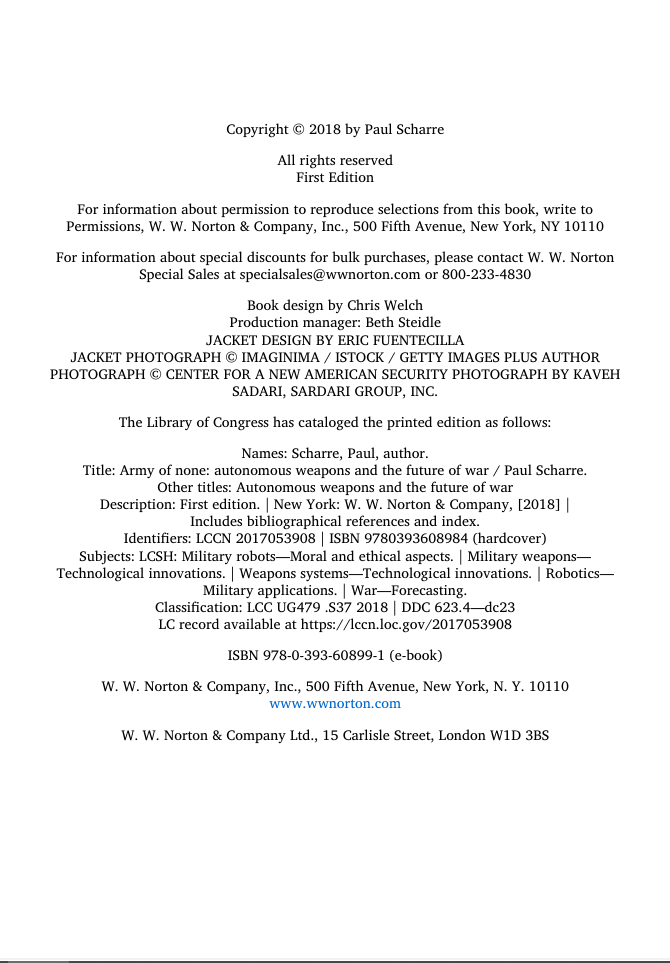 Copyright © 2018 by Paul Scharre
All rights reserved
First Edition
For information about permission to reproduce selections from this book, write to
Permissions, W. W. Norton & Company, Inc., 500 Fifth Avenue, New York, NY 10110
For information about special discounts for bulk purchases, please contact W. W. Norton
Special Sales at specialsales@wwnorton.com or 800-233-4830
Book design by Chris Welch
Production manager: Beth Steidle
JACKET DESIGN BY ERIC FUENTECILLA
JACKET PHOTOGRAPH © IMAGINIMA / ISTOCK / GETTY IMAGES PLUS AUTHOR
PHOTOGRAPH © CENTER FOR A NEW AMERICAN SECURITY PHOTOGRAPH BY KAVEH
SADARI, SARDARI GROUP, INC.
The Library of Congress has cataloged the printed edition as follows:
Names: Scharre, Paul, author.
Title: Army of none: autonomous weapons and the future of war / Paul Scharre.
Other titles: Autonomous weapons and the future of war
Description: First edition. | New York: W. W. Norton & Company, [2018] |
Includes bibliographical references and index.
Identifiers: LCCN 2017053908 | ISBN 9780393608984 (hardcover)
Subjects: LCSH: Military robots—Moral and ethical aspects. | Military weapons—
Technological innovations. | Weapons systems—Technological innovations. | Robotics—
Military applications. | War—Forecasting.
Classification: LCC UG479 .S37 2018 | DDC 623.4—dc23
LC record available at https://lccn.loc.gov/2017053908
ISBN 978-0-393-60899-1 (e-book)
W. W. Norton & Company, Inc., 500 Fifth Avenue, New York, N. Y. 10110
www.wwnorton.com
W. W. Norton & Company Ltd., 15 Carlisle Street, London W1D 3BS